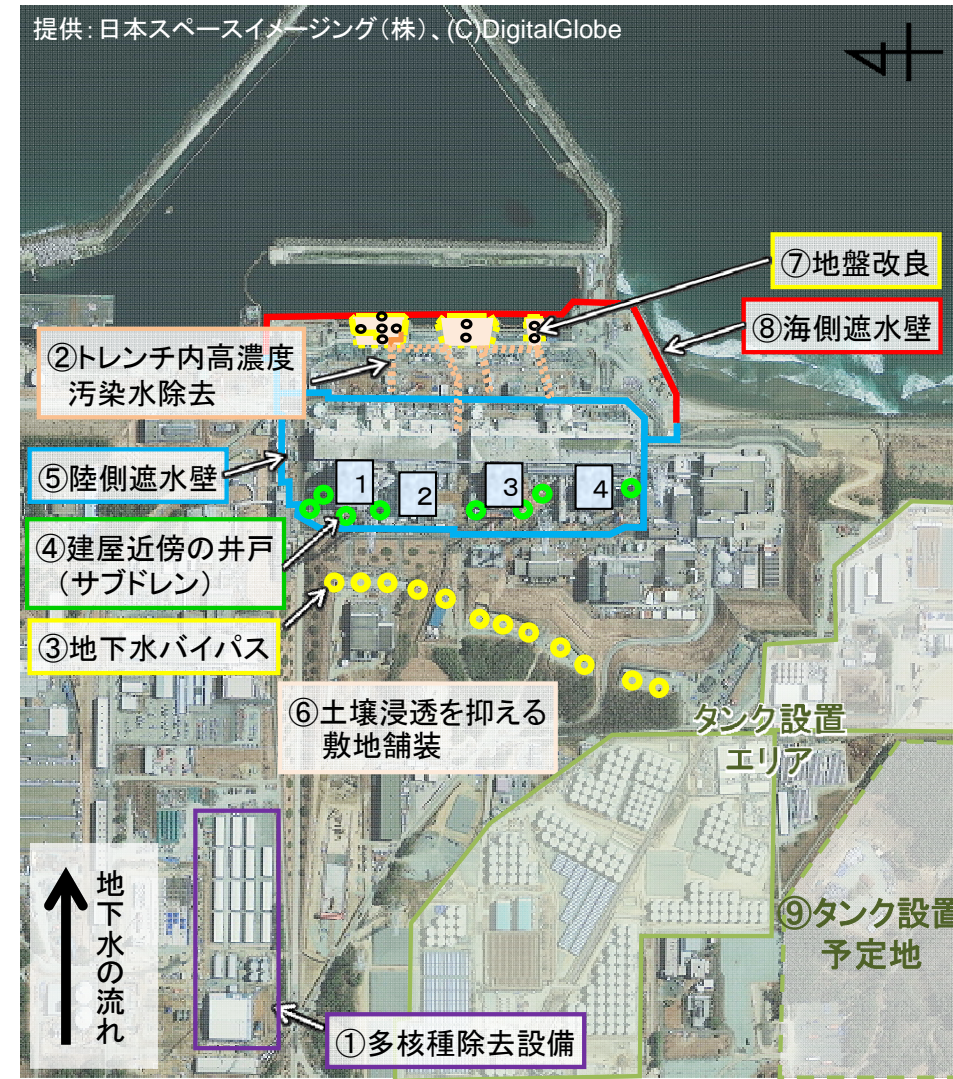 提供:日本スペースイメージング(株)、(C)DigitalGlobe
⑦地盤改良
⑧海側遮水壁
②トレンチ内高濃度
汚染水除去
⑤陸側遮水壁
1
2
3
4
④建屋近傍の井戸
(サブドレン)
③地下水バイパス
⑥土壌浸透を抑える
敷地舗装
タンク設置
エリア
地下水の流れ
⑨タンク設置
予定地
①多核種除去設備